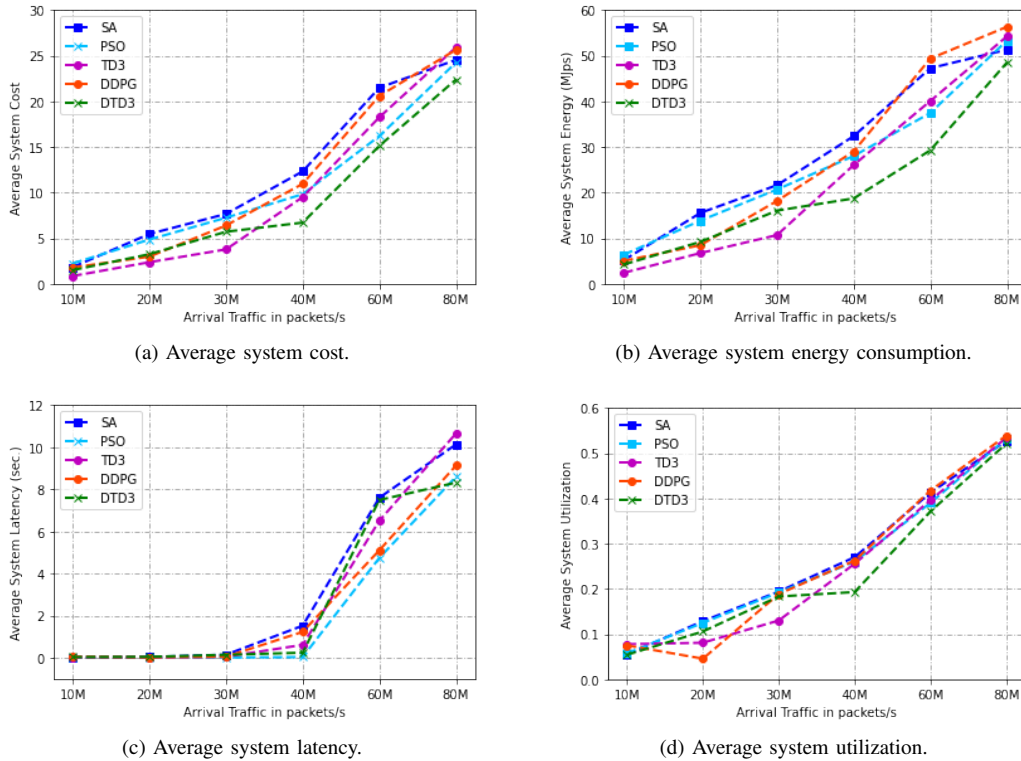 30
25
20
15
10
5
0
Average System Cost
SA
PSO
TD3
DDPG
DTD3
10M 20M 30M 40M 60M 80M
Arrival Traffic in packets/s
(a) Average system cost.
60
50
40
30
20
10
0
Average System Energy (MJps)
SA
PSO
TD3
DDPG
DTD3
10M 20M 30M 40M 60M 80M
Arrival Traffic in packets/s
(b) Average system energy consumption.
12
10
8
6
4
2
0
Average System Latency (sec.)
SA
PSO
TD3
DDPG
DTD3
10M 20M 30M 40M 60M 80M
Arrival Traffic in packets/s
(c) Average system latency.
0.6
0.5
0.4
0.3
0.2
0.1
0.0
Average System Utilization
SA
PSO
TD3
DDPG
DTD3
10M 20M 30M 40M 60M 80M
Arrival Traffic in packets/s
(d) Average system utilization.